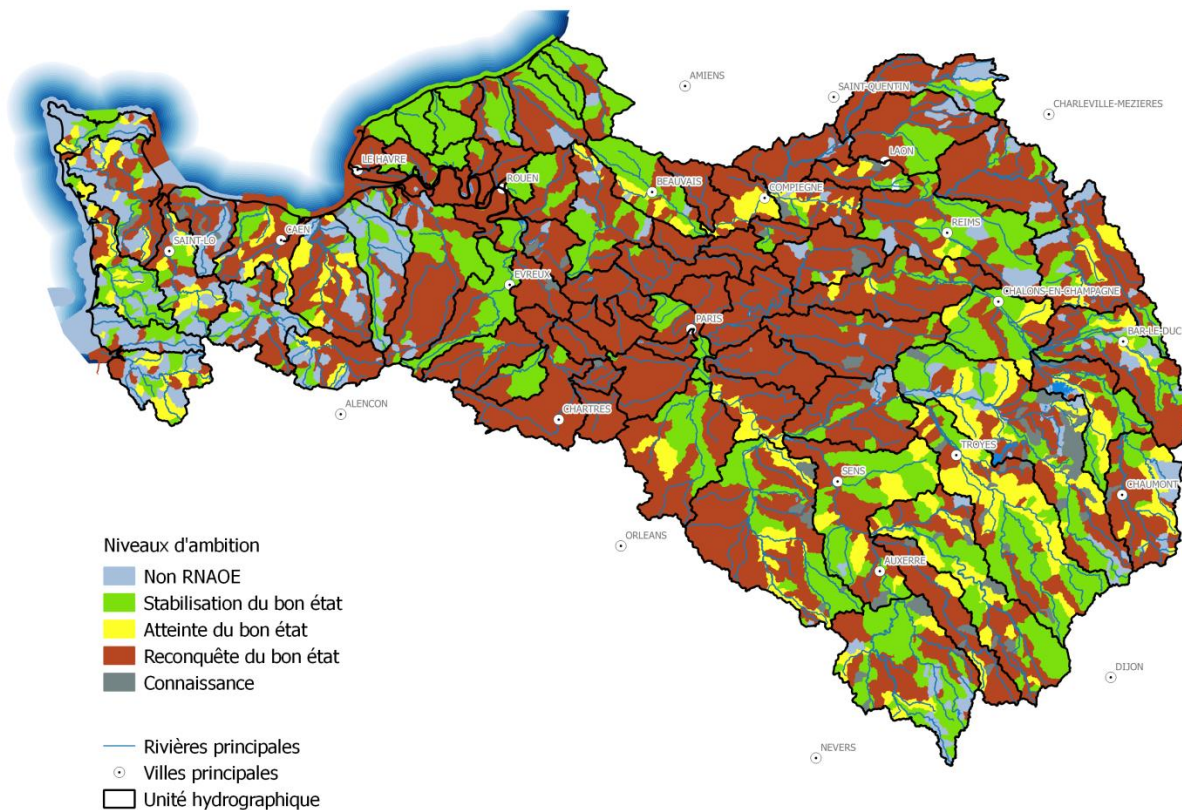 AMIENS
SAINT-QUENTIN
CHARLEVILLE-MEZIERES
LAON
LE HAVRE
ROUEN
BEAUVAIS
COMPIEGNE
REIMS
SAINT-LO
CAEN
EVREUX
CHALONS-EN-CHAMPAGNE
PARIS
BAR-LE-DUC
ALENCON
CHARTRES
TROYES
SENS
CHAUMONT
ORLEANS
AUXERRE
DIJON
NEVERS
Niveaux d'ambition
Non RNAOE
Stabilisation du bon état
Atteinte du bon état
Reconquête du bon état
Connaissance
Rivières principales
Villes principales
Unité hydrographique